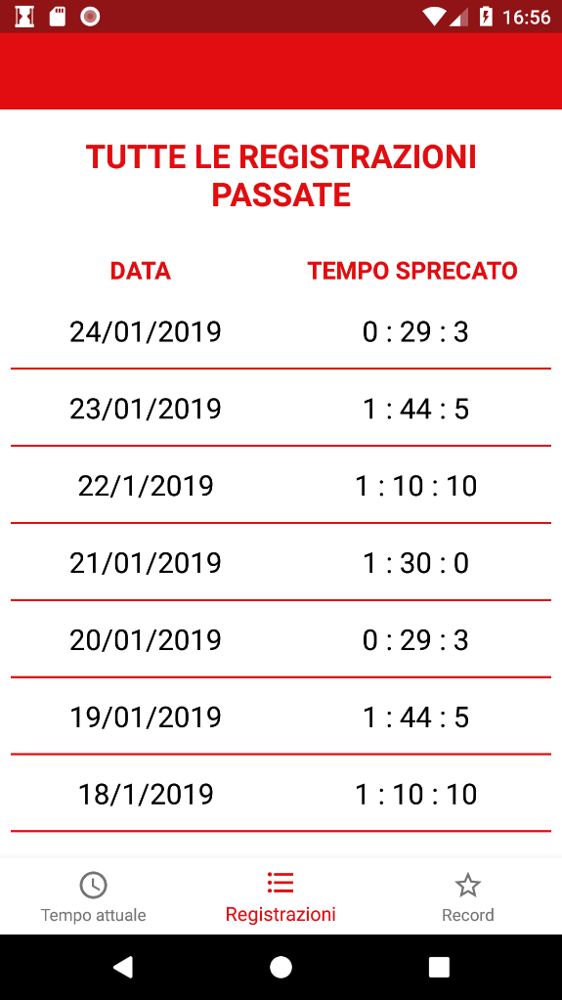 16:56
TUTTE LE REGISTRAZIONI
PASSATE
DATA TEMPO SPRECATO
24/01/2019 0 : 29 : 3
23/01/2019 1 : 44 : 5
22/1/2019 1 : 10 : 10
21/01/2019 1 : 30 : 0
20/01/2019 0 : 29 : 3
19/01/2019 1 : 44 : 5
18/1/2019 1 : 10 : 10
Tempo attuale Registrazioni Record